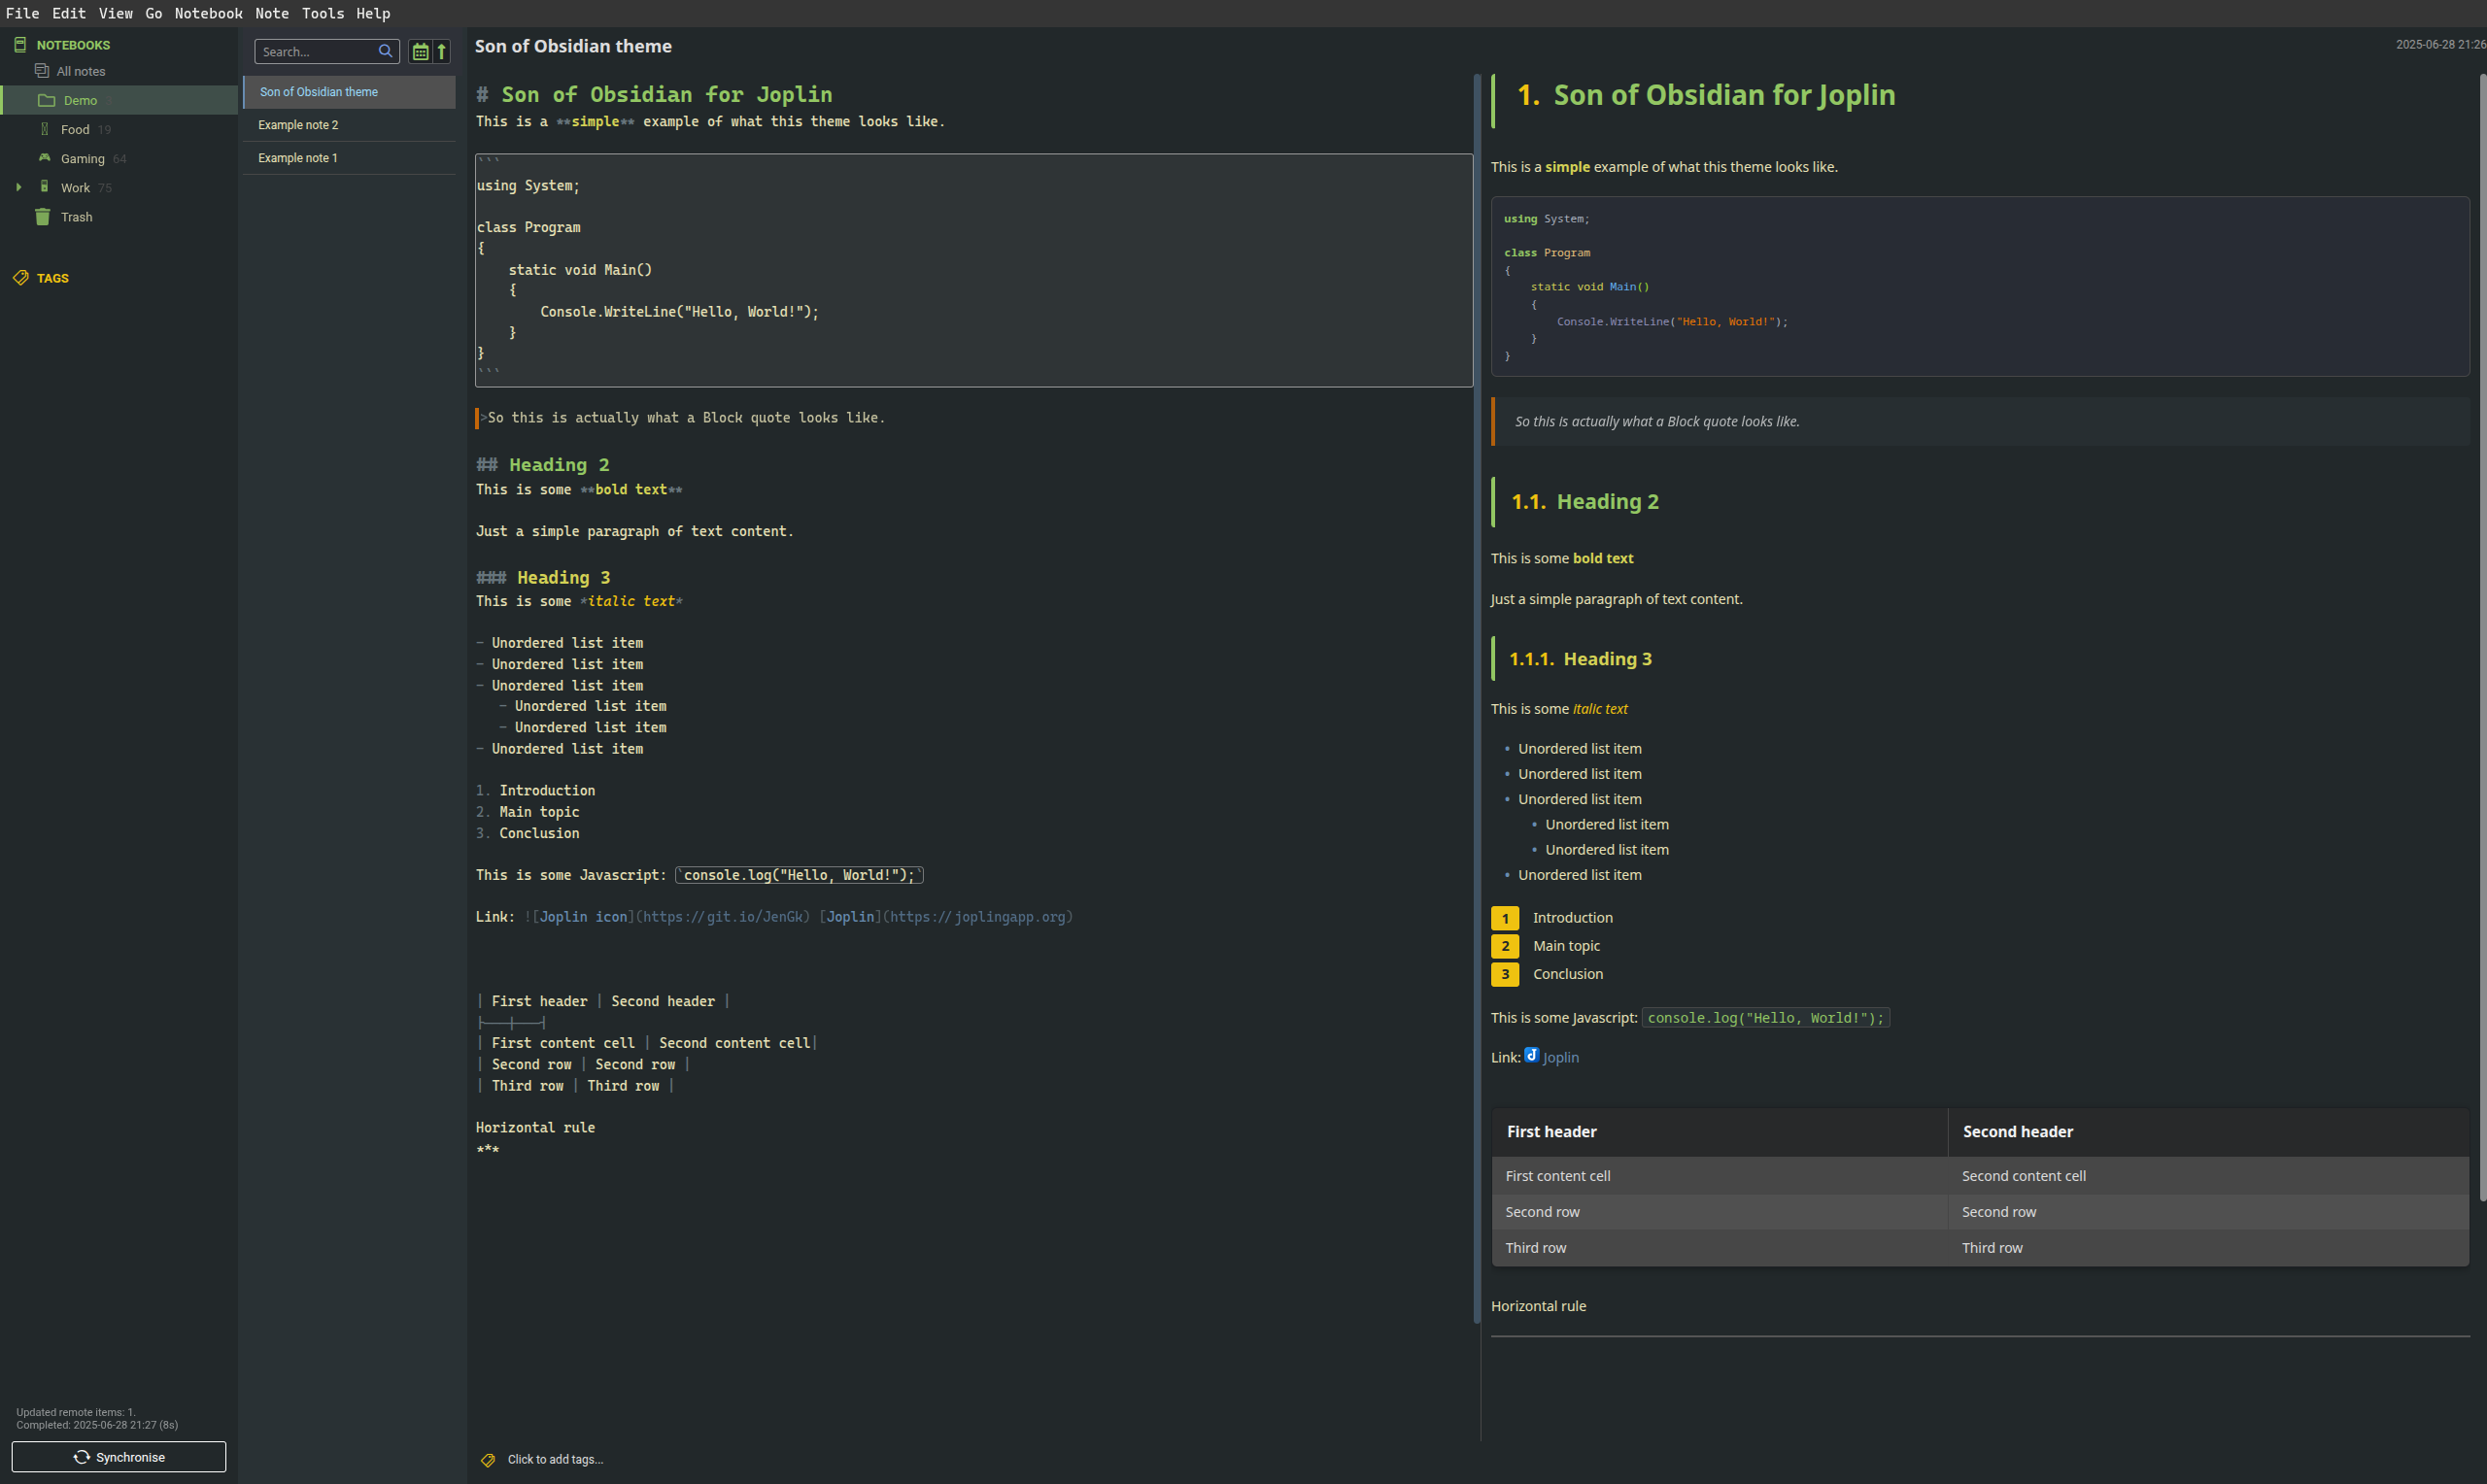 File Edit View Go Notebook Note Tools Help
NOTEBOOKS
All notes
Demo
Food 19
Gaming 64
Work 75
Trash
TAGS
Updated remote items: 1.
Completed: 2025-06-28 21:27 (8s)
Synchronise
Search...
Son of Obsidian theme
Example note 2
Example note 1
Son of Obsidian theme
2025-06-28 21:26
# Son of Obsidian for Joplin
This is a **simple** example of what this theme looks like.
```
using System;
class Program
{
static void Main()
{
Console.WriteLine("Hello, World!");
}
}
```
>So this is actually what a Block quote looks like.
## Heading 2
This is some **bold text**
Just a simple paragraph of text content.
### Heading 3
This is some *italic text*
- Unordered list item
- Unordered list item
- Unordered list item
- Unordered list item
- Unordered list item
- Unordered list item
1. Introduction
2. Main topic
3. Conclusion
This is some Javascript: `console.log("Hello, World!");`
Link: ![Joplin icon](https://git.io/JenGk) [Joplin](https://joplingapp.org)
| First header | Second header |
|---|---|
| First content cell | Second content cell|
| Second row | Second row |
| Third row | Third row |
Horizontal rule
***
Click to add tags...
1. Son of Obsidian for Joplin
This is a simple example of what this theme looks like.
using System;
class Program
{
static void Main()
{
Console.WriteLine("Hello, World!");
}
}
So this is actually what a Block quote looks like.
1.1. Heading 2
This is some bold text
Just a simple paragraph of text content.
1.1.1. Heading 3
This is some italic text
• Unordered list item
• Unordered list item
• Unordered list item
• Unordered list item
• Unordered list item
• Unordered list item
1 Introduction
2 Main topic
3 Conclusion
This is some Javascript: console.log("Hello, World!");
Link: Joplin
First header Second header
First content cell Second content cell
Second row Second row
Third row Third row
Horizontal rule